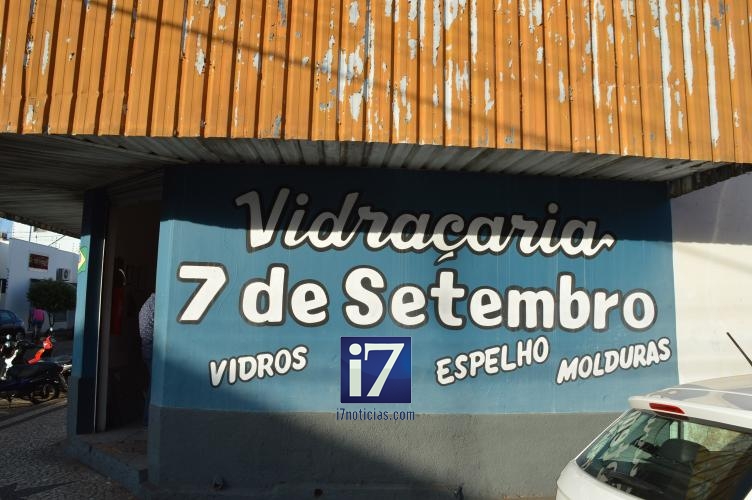 Vidraçaria
7 de Setembro
VIDROS
ESPELHO
MOLDURAS
i7
i7noticias.com